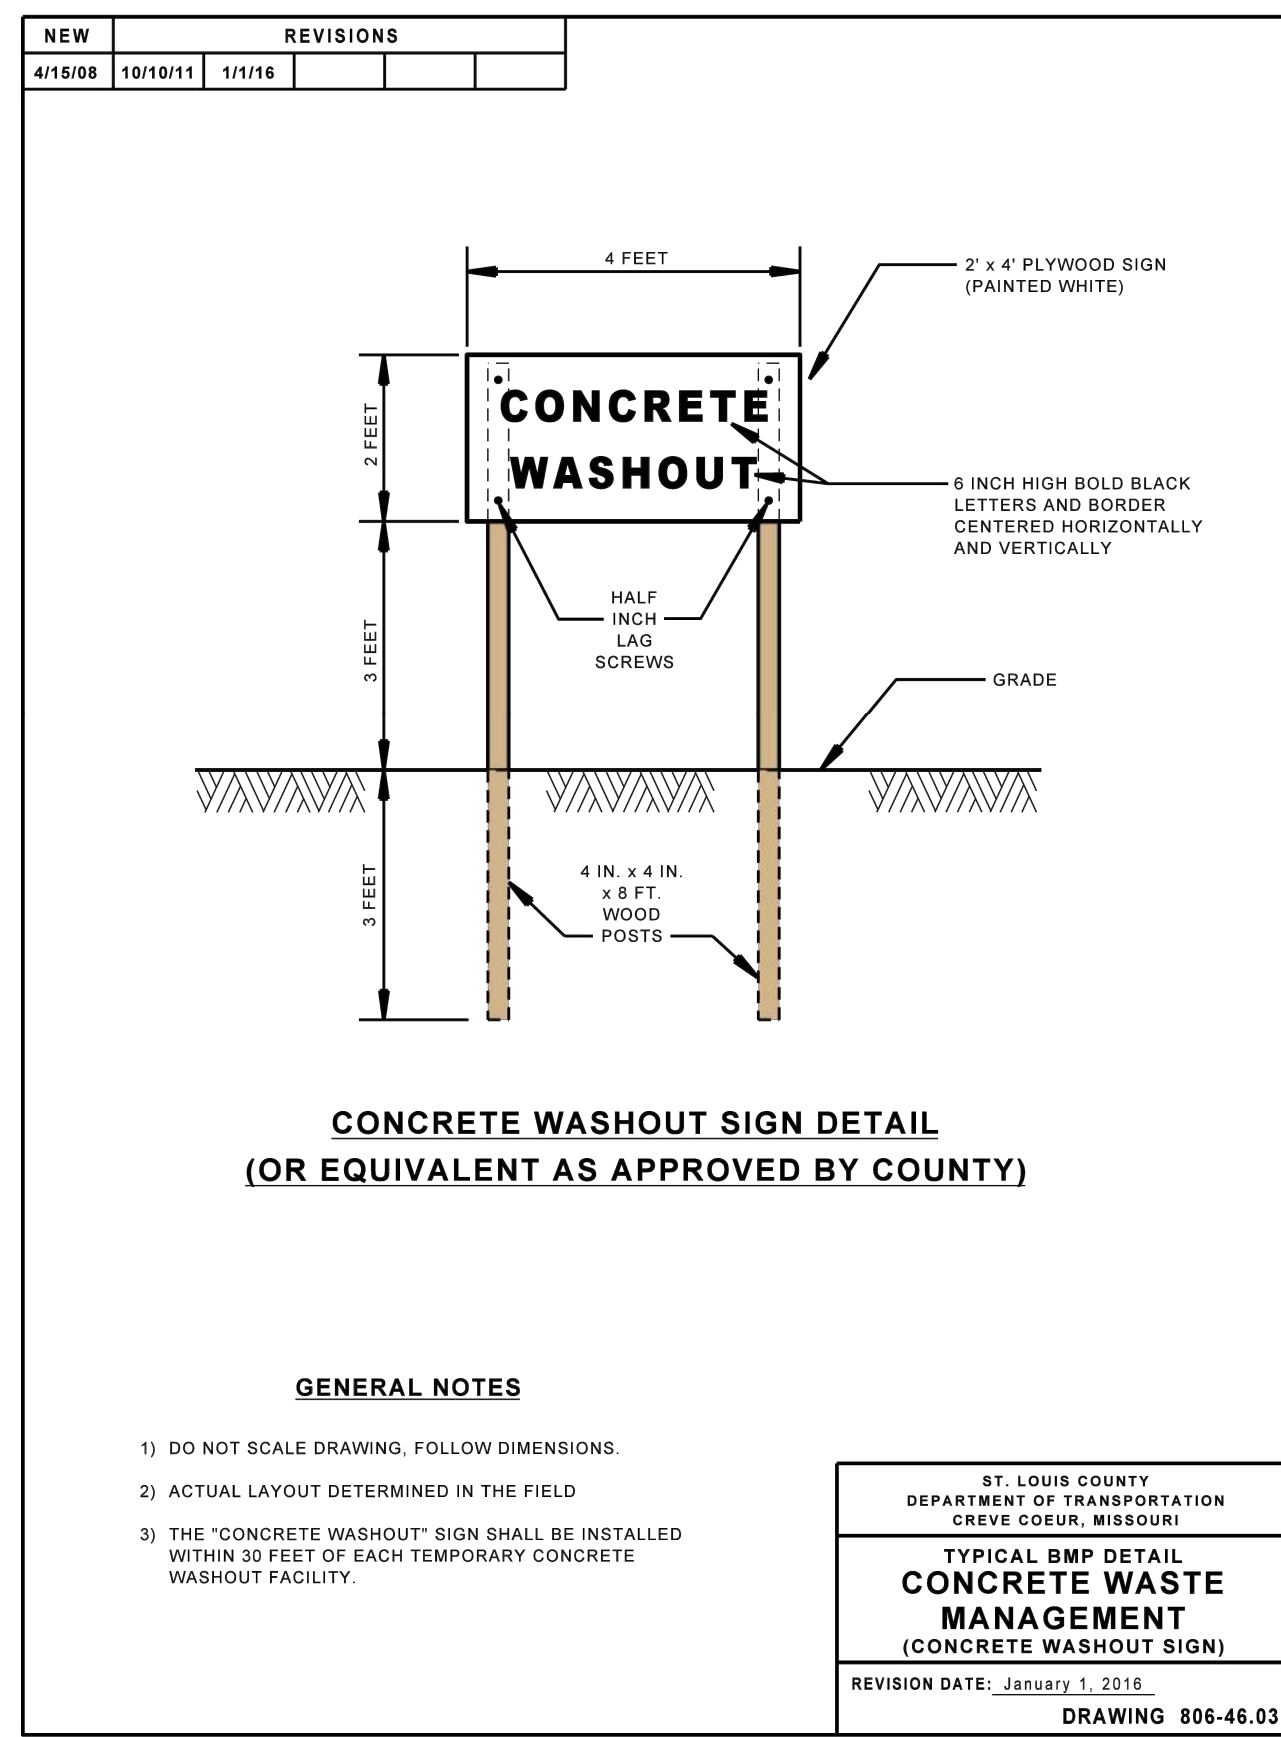 NEW REVISIONS
4/15/08 10/10/11 1/1/16
4 FEET
2' x 4' PLYWOOD SIGN
(PAINTED WHITE)
2 FEET
CONCRETE
WASHOUT
6 INCH HIGH BOLD BLACK
LETTERS AND BORDER
CENTERED HORIZONTALLY
AND VERTICALLY
3 FEET
HALF
INCH
LAG
SCREWS
GRADE
3 FEET
4 IN. x 4 IN.
x 8 FT.
WOOD
POSTS
CONCRETE WASHOUT SIGN DETAIL
(OR EQUIVALENT AS APPROVED BY COUNTY)
GENERAL NOTES
1) DO NOT SCALE DRAWING, FOLLOW DIMENSIONS.
2) ACTUAL LAYOUT DETERMINED IN THE FIELD
3) THE "CONCRETE WASHOUT" SIGN SHALL BE INSTALLED
WITHIN 30 FEET OF EACH TEMPORARY CONCRETE
WASHOUT FACILITY.
ST. LOUIS COUNTY
DEPARTMENT OF TRANSPORTATION
CREVE COEUR, MISSOURI
TYPICAL BMP DETAIL
CONCRETE WASTE
MANAGEMENT
(CONCRETE WASHOUT SIGN)
REVISION DATE: January 1, 2016
DRAWING 806-46.03